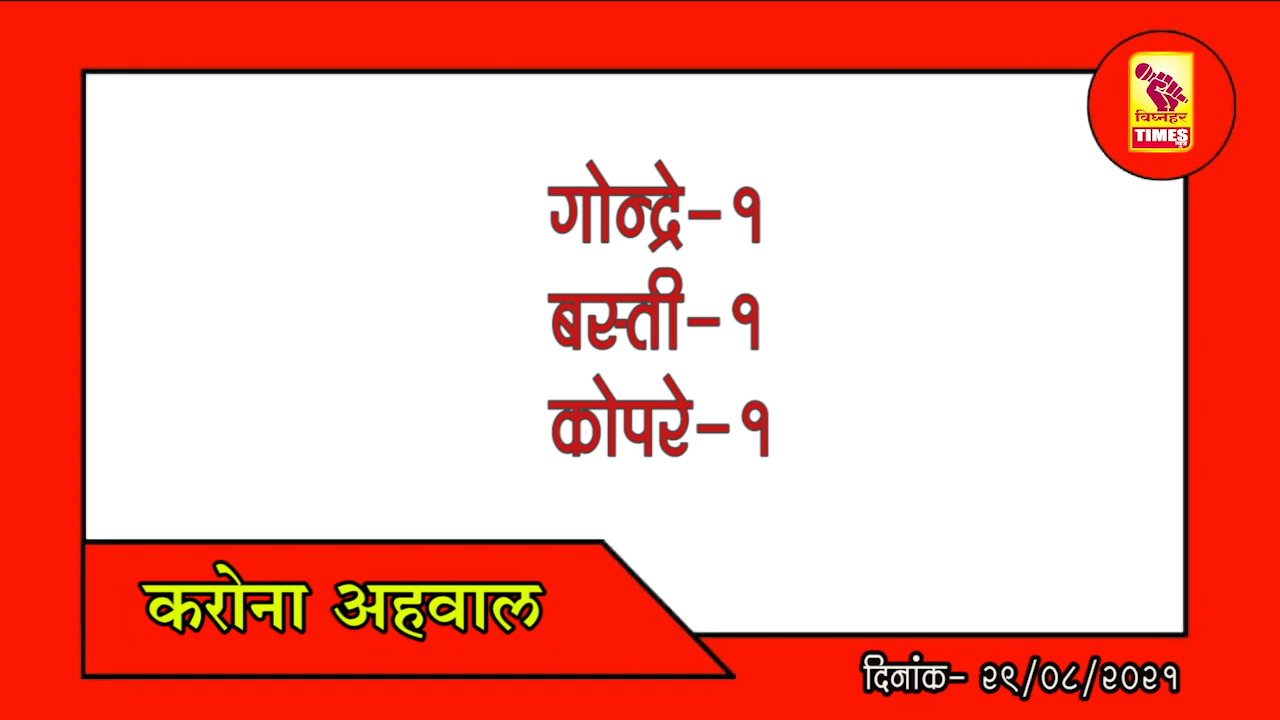 विघ्नहर
TIMES
न्युज
गोन्द्रे-१
बस्ती-१
कोपरे-१
करोना अहवाल
दिनांक- २९/०८/२०२१